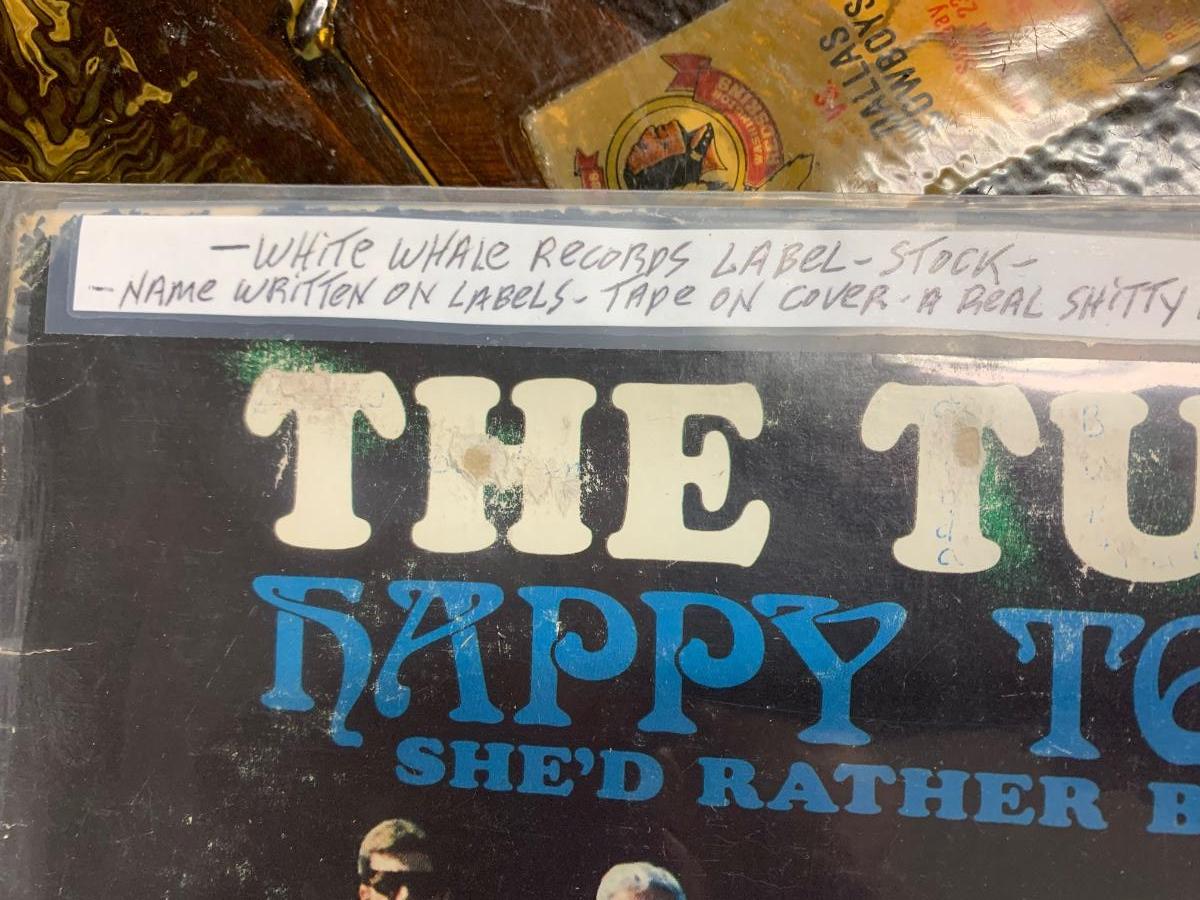 DALLAS
COWBOYS
—WHITE WHALE RECORDS LABEL-STOCK-
-NAME WRITTEN ON LABELS-TAPE ON COVER-A REAL SHITTY
THE TU
HAPPY TO
SHE'D RATHER B